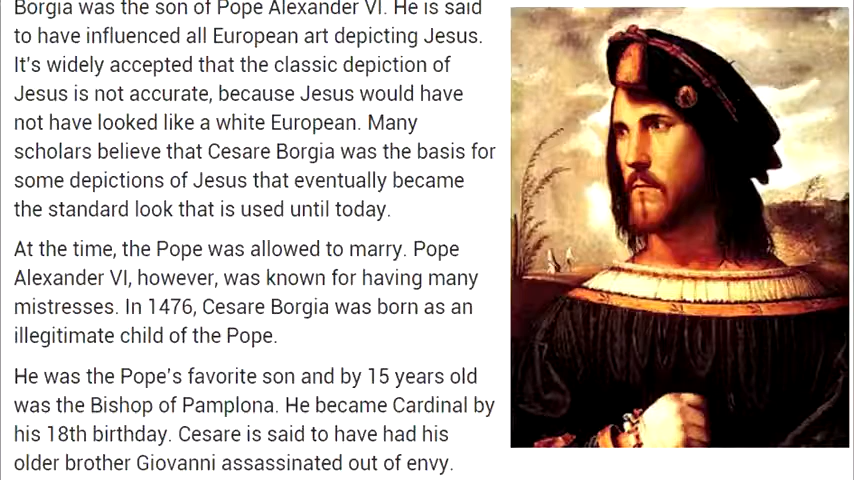 Borgia was the son of Pope Alexander VI. He is said
to have influenced all European art depicting Jesus.
It's widely accepted that the classic depiction of
Jesus is not accurate, because Jesus would have
not have looked like a white European. Many
scholars believe that Cesare Borgia was the basis for
some depictions of Jesus that eventually became
the standard look that is used until today.
At the time, the Pope was allowed to marry. Pope
Alexander VI, however, was known for having many
mistresses. In 1476, Cesare Borgia was born as an
illegitimate child of the Pope.
He was the Pope's favorite son and by 15 years old
was the Bishop of Pamplona. He became Cardinal by
his 18th birthday. Cesare is said to have had his
older brother Giovanni assassinated out of envy.